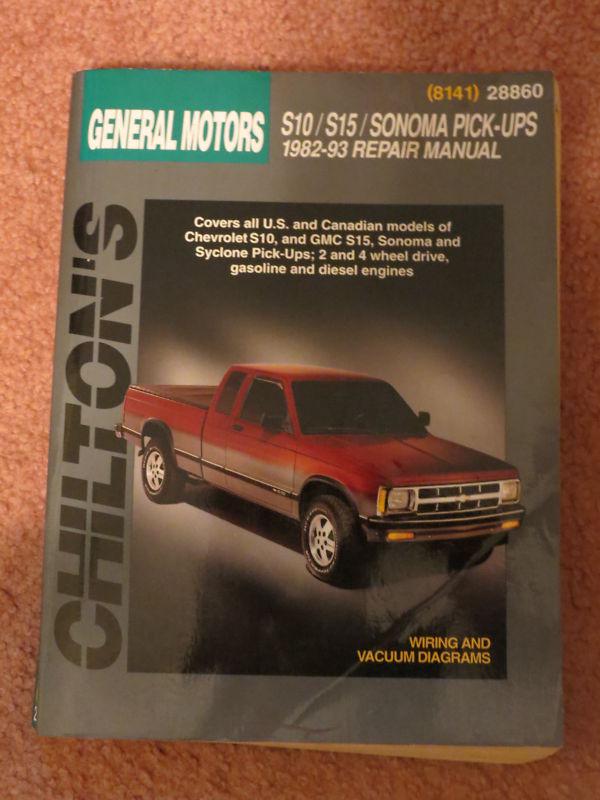 (8141) 28860
GENERAL MOTORS
S10/S15/SONOMA PICK-UPS
1982-93 REPAIR MANUAL
CHILTON'S
Covers all U.S. and Canadian models of
Chevrolet S10, and GMC S15, Sonoma and
Syclone Pick-Ups; 2 and 4 wheel drive,
gasoline and diesel engines
WIRING AND
VACUUM DIAGRAMS